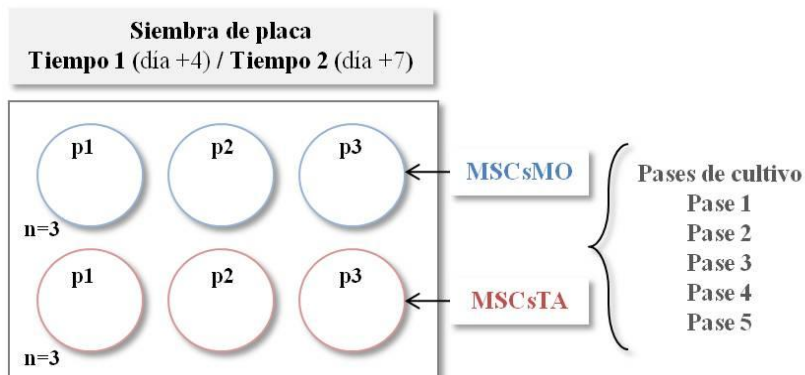 Siembra de placa
Tiempo 1 (día +4) / Tiempo 2 (día +7)
p1 p2 p3
MSCsMO
n=3
p1 p2 p3
MSCsTA
n=3
Pases de cultivo
Pase 1
Pase 2
Pase 3
Pase 4
Pase 5